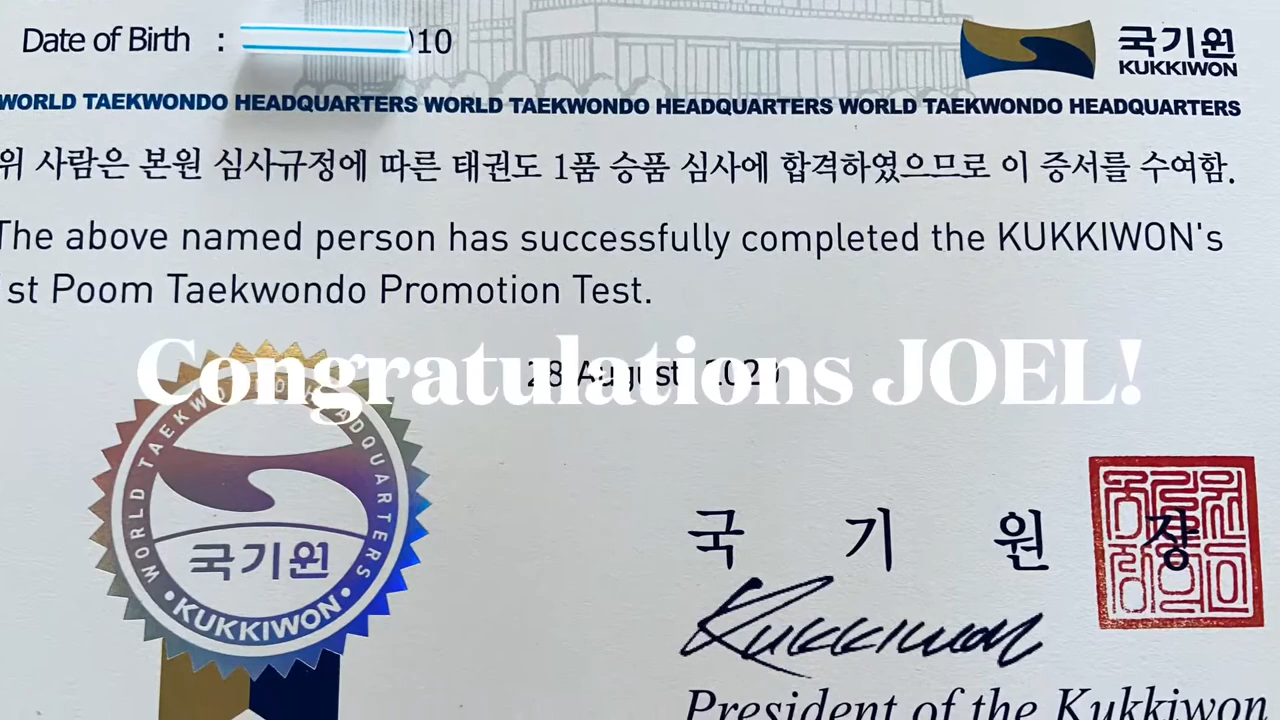 Date of Birth : 10
국기원
KUKKIWON
WORLD TAEKWONDO HEADQUARTERS WORLD TAEKWONDO HEADQUARTERS WORLD TAEKWONDO HEADQUARTERS
위 사람은 본원 심사규정에 따른 태권도 1품 승품 심사에 합격하였으므로 이 증서를 수여함.
The above named person has successfully completed the KUKKIWON's
st Poom Taekwondo Promotion Test.
Congratulations JOEL!
28 August 2020
WORLD TAEKWONDO HEADQUARTERS
국기원
•KUKKIWON•
국 기 원 장
Kukkiwon
President of the Kukkiwon